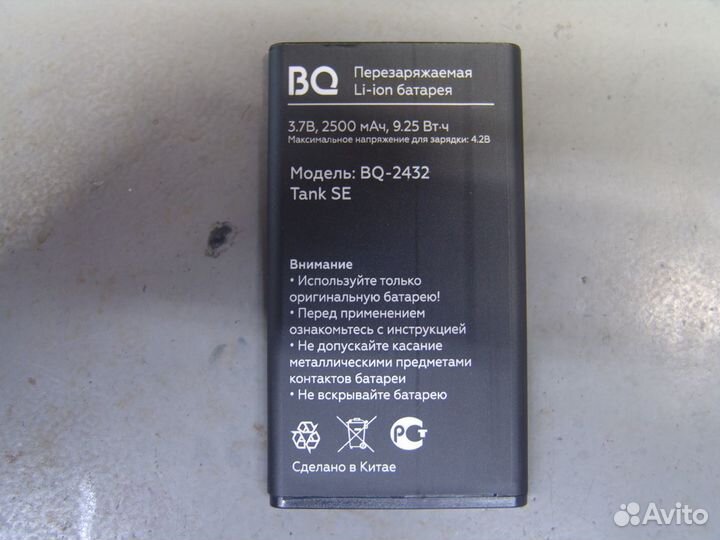 BQ
Перезаряжаемая
Li-ion батарея
3.7В, 2500 мАч, 9.25 Вт·ч
Максимальное напряжение для зарядки: 4.2В
Модель: BQ-2432
Tank SE
Внимание
• Используйте только
оригинальную батарею!
• Перед применением
ознакомьтесь с инструкцией
• Не допускайте касание
металлическими предметами
контактов батареи
• Не вскрывайте батарею
РСТ
Сделано в Китае
Avito